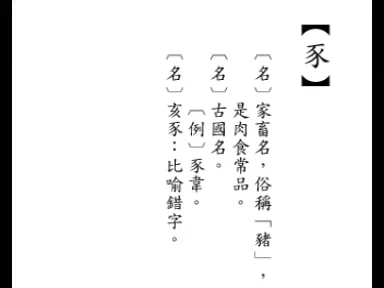 【豕】
〔名〕家畜名，俗稱「豬」，
是肉食常品。
〔名〕古國名。
〔例〕豕韋。
〔名〕亥豕：比喻錯字。